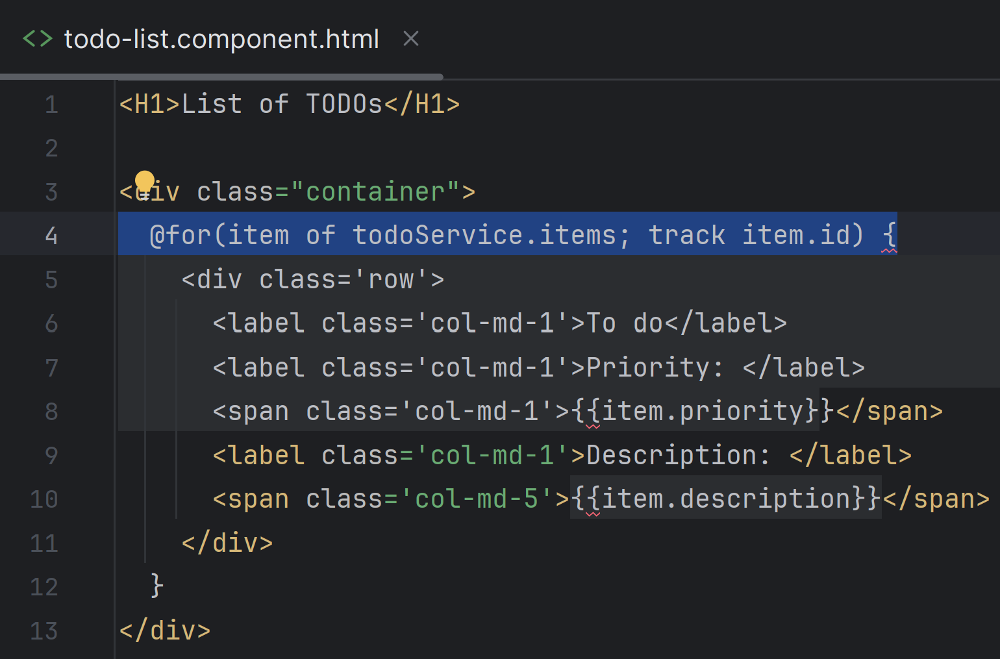 <> todo-list.component.html ×
1 <H1>List of TODOs</H1>
2
3 <div class="container">
4 @for(item of todoService.items; track item.id) {
5 <div class='row'>
6 <label class='col-md-1'>To do</label>
7 <label class='col-md-1'>Priority: </label>
8 <span class='col-md-1'>{{item.priority}}</span>
9 <label class='col-md-1'>Description: </label>
10 <span class='col-md-5'>{{item.description}}</span>
11 </div>
12 }
13 </div>